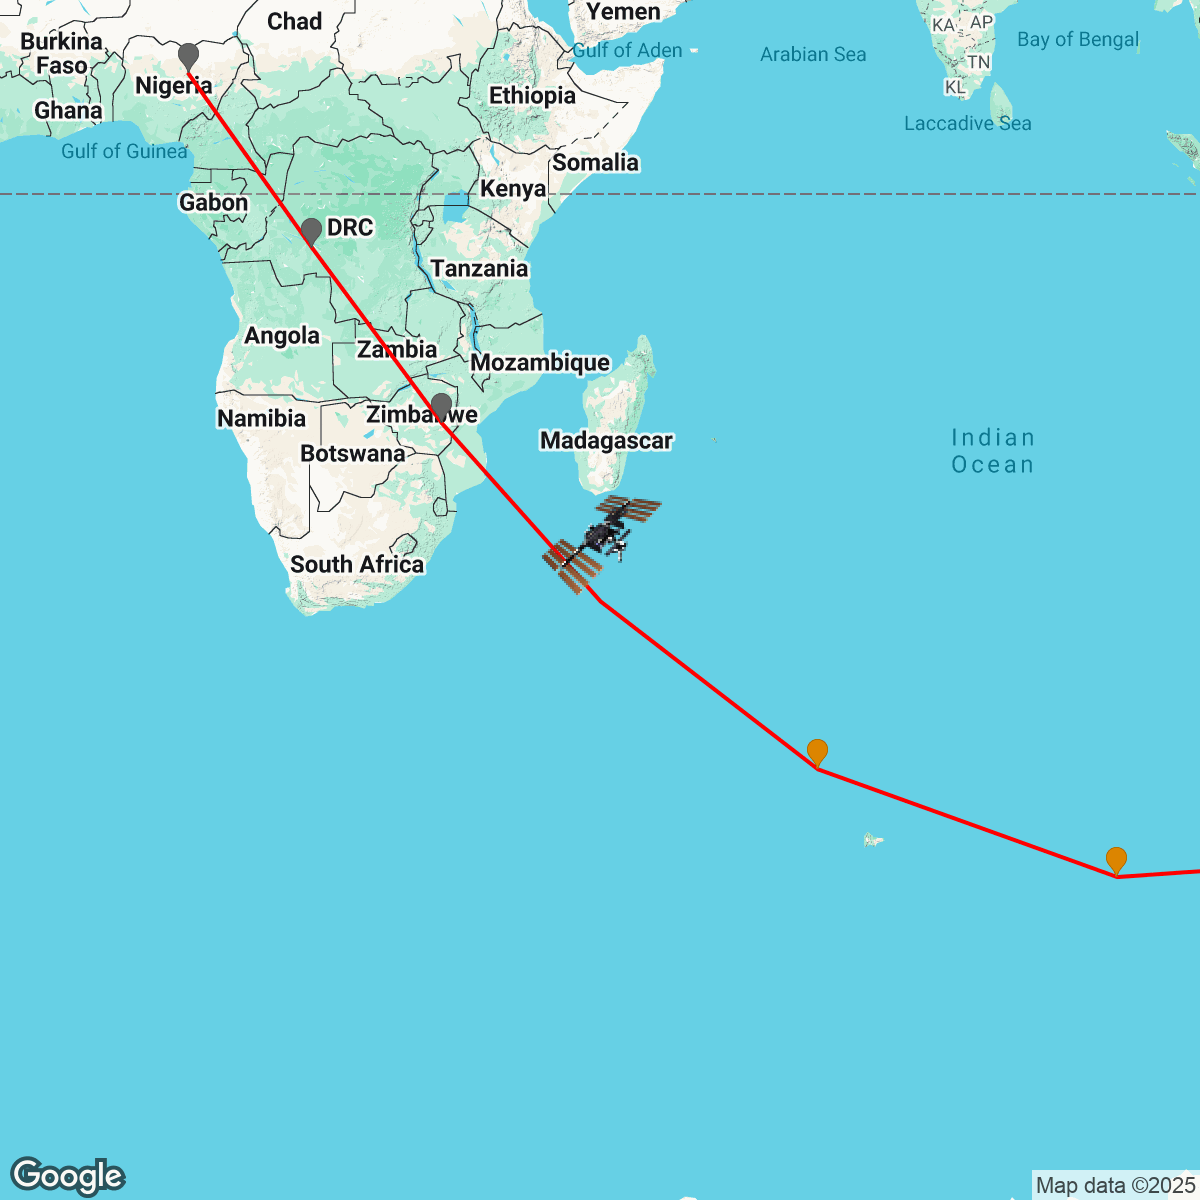 Yemen
Chad
KA
AP
Burkina
Faso
Bay of Bengal
Gulf of Aden
Arabian Sea
TN
Nigeria
KL
Ethiopia
Ghana
Laccadive Sea
Gulf of Guinea
Somalia
Kenya
Gabon
DRC
Tanzania
Angola
Zambia
Mozambique
Zimbabwe
Namibia
Madagascar
Indian
Ocean
Botswana
South Africa
Google
Map data ©2025